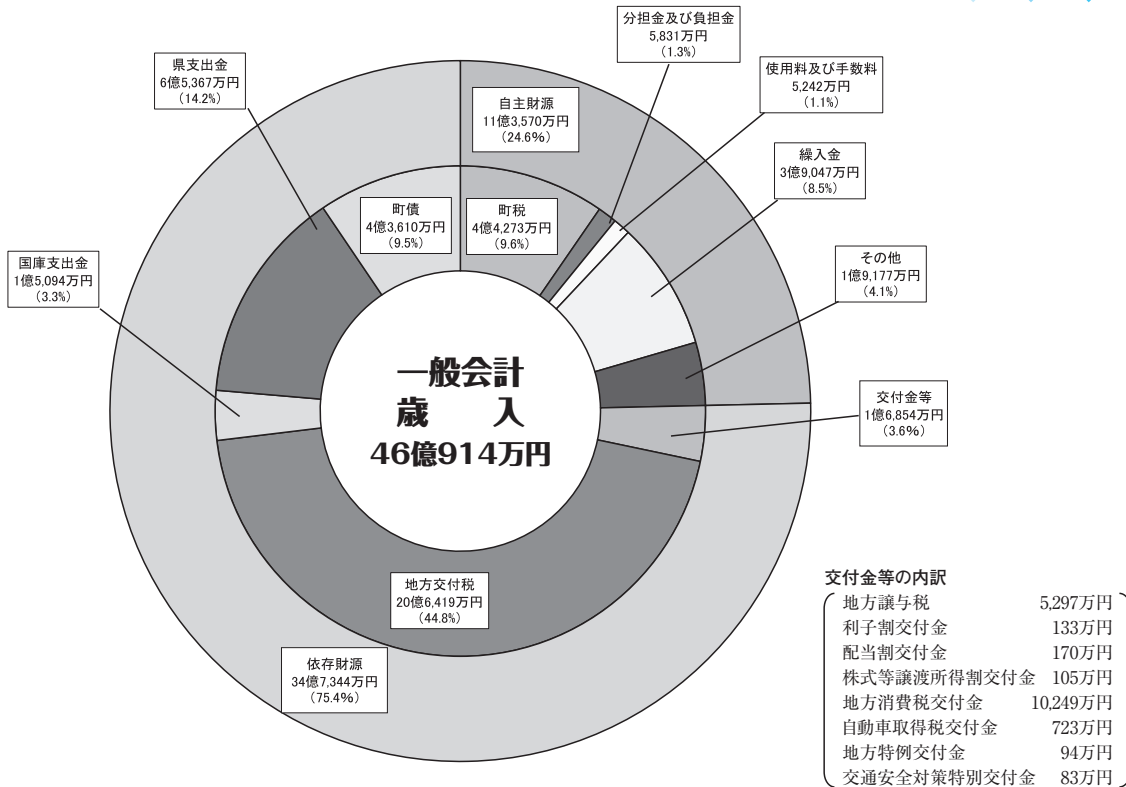 分担金及び負担金
5,831万円
(1.3%)
県支出金
6億5,367万円
(14.2%)
使用料及び手数料
5,242万円
(1.1%)
自主財源
11億3,570万円
(24.6%)
繰入金
3億9,047万円
(8.5%)
町債
4億3,610万円
(9.5%)
町税
4億4,273万円
(9.6%)
その他
1億9,177万円
(4.1%)
国庫支出金
1億5,094万円
(3.3%)
一般会計
歳 入
46億914万円
交付金等
1億6,854万円
(3.6%)
地方交付税
20億6,419万円
(44.8%)
依存財源
34億7,344万円
(75.4%)
交付金等の内訳
地方譲与税 5,297万円
利子割交付金 133万円
配当割交付金 170万円
株式等譲渡所得割交付金 105万円
地方消費税交付金 10,249万円
自動車取得税交付金 723万円
地方特例交付金 94万円
交通安全対策特別交付金 83万円